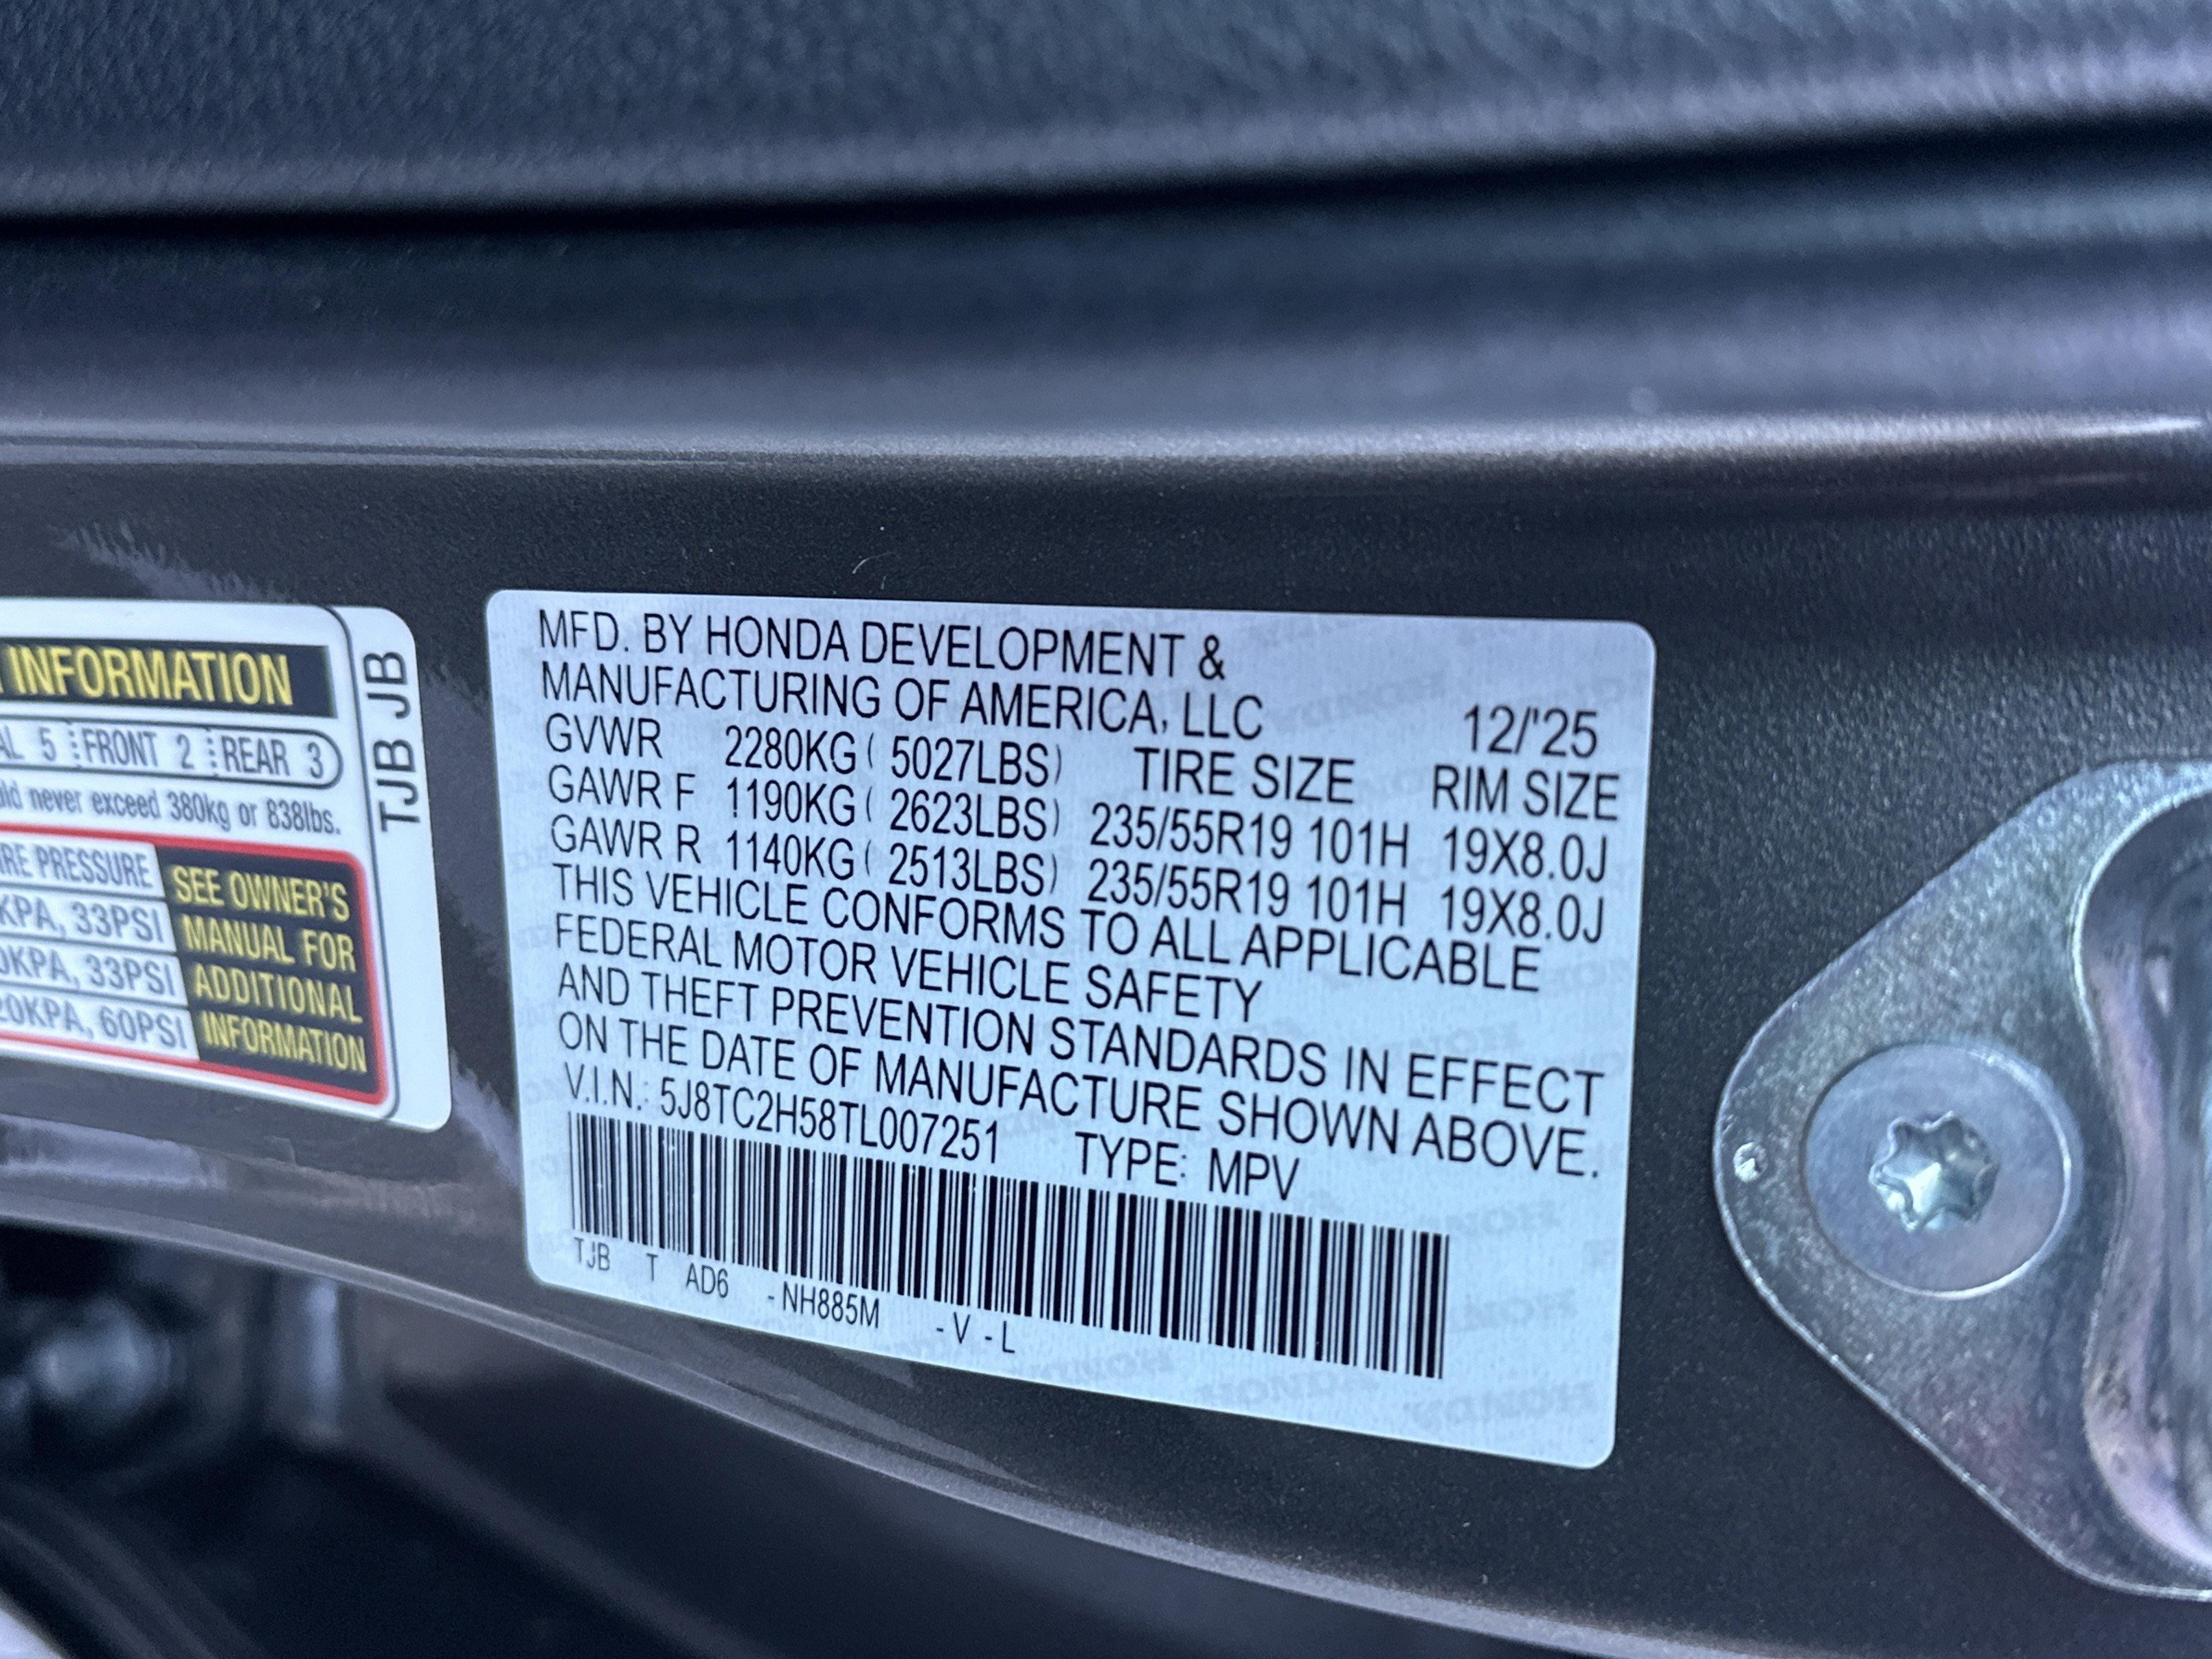 INFORMATION
AL 5 FRONT 2 REAR 3
never exceed 380kg or 838lbs.
PRESSURE
KPA, 33PSI
0KPA, 33PSI
20KPA, 60PSI
SEE OWNER'S
MANUAL FOR
ADDITIONAL
INFORMATION
TJB JB
MFD. BY HONDA DEVELOPMENT &
MANUFACTURING OF AMERICA, LLC 12/'25
GVWR 2280KG ( 5027LBS) TIRE SIZE RIM SIZE
GAWR F 1190KG ( 2623LBS) 235/55R19 101H 19X8.0J
GAWR R 1140KG ( 2513LBS) 235/55R19 101H 19X8.0J
THIS VEHICLE CONFORMS TO ALL APPLICABLE
FEDERAL MOTOR VEHICLE SAFETY
AND THEFT PREVENTION STANDARDS IN EFFECT
ON THE DATE OF MANUFACTURE SHOWN ABOVE.
V.I.N.: 5J8TC2H58TL007251 TYPE: MPV
TJB T AD6 - NH885M - V - L